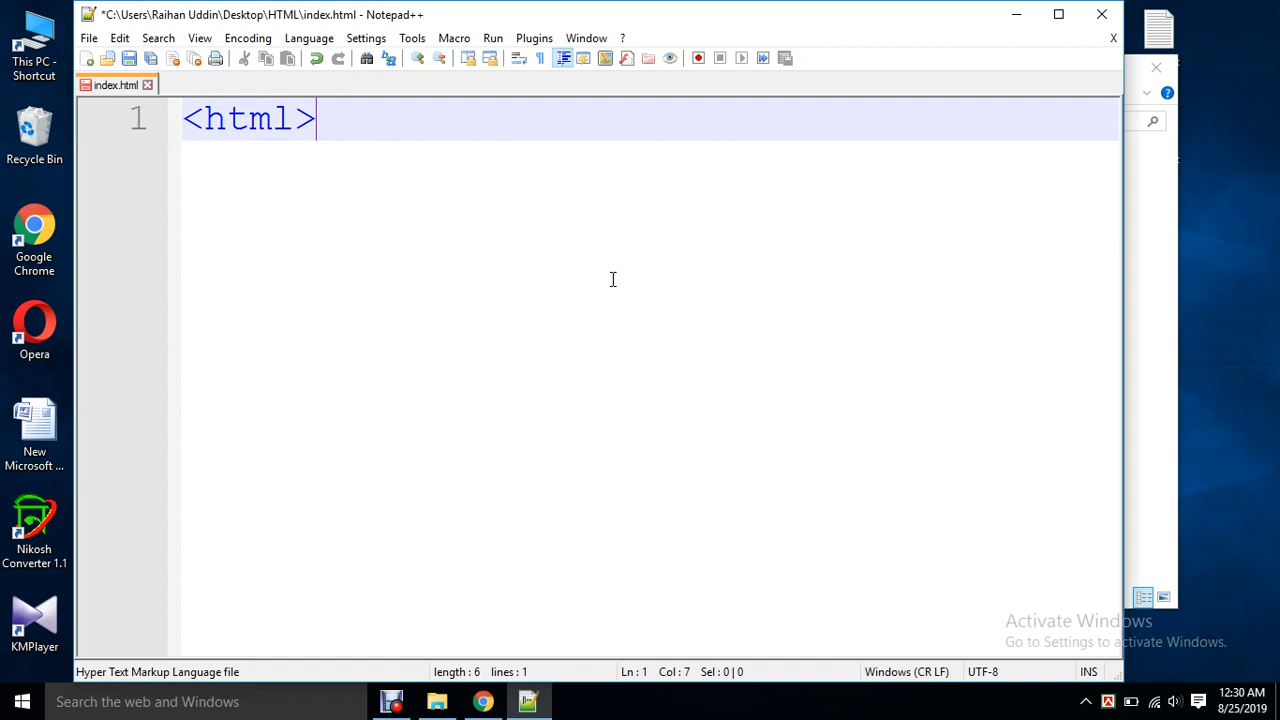 *C:\Users\Raihan Uddin\Desktop\HTML\index.html - Notepad++
File Edit Search View Encoding Language Settings Tools Macro Run Plugins Window ? X
index.html
1 <html>
This PC - Shortcut
Recycle Bin
Google Chrome
Opera
New Microsoft ...
Nikosh Converter 1.1
KMPlayer
Activate Windows
Go to Settings to activate Windows.
Hyper Text Markup Language file length : 6 lines : 1 Ln : 1 Col : 7 Sel : 0 | 0 Windows (CR LF) UTF-8 INS
Search the web and Windows
12:30 AM
8/25/2019